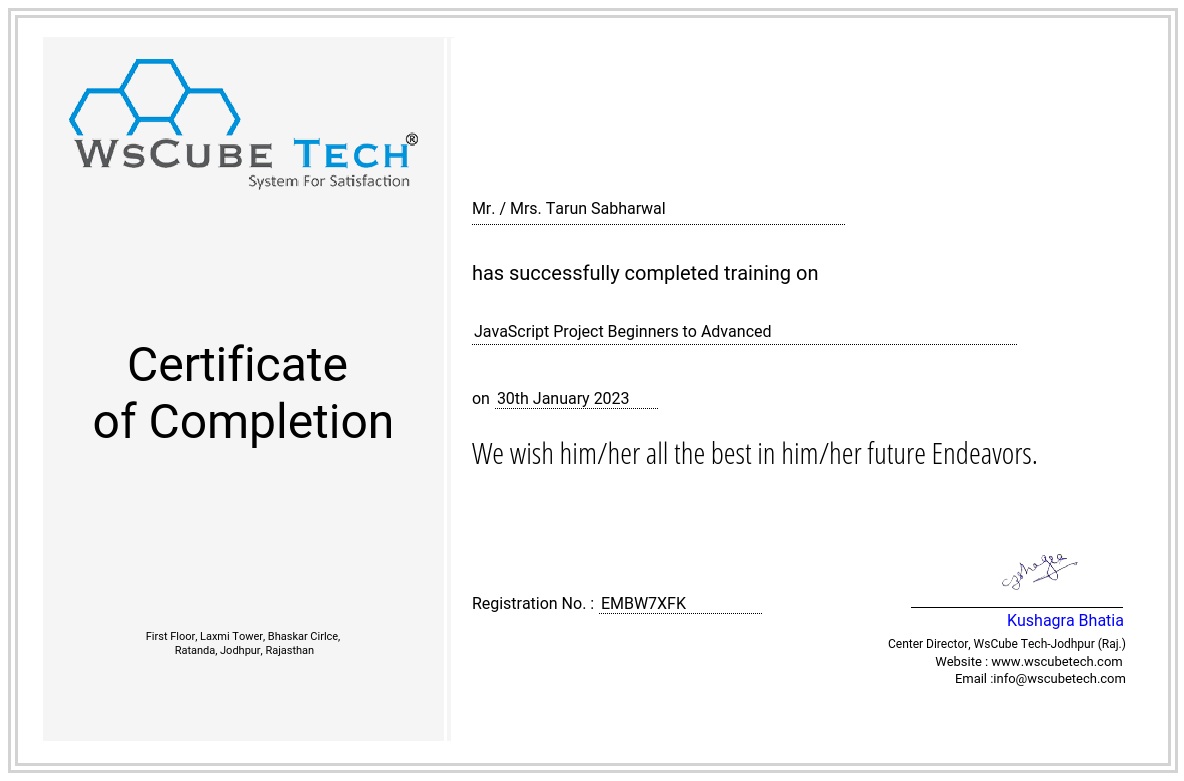 WsCube Tech®
System For Satisfaction
Certificate
of Completion
First Floor, Laxmi Tower, Bhaskar Cirlce,
Ratanda, Jodhpur, Rajasthan
Mr. / Mrs. Tarun Sabharwal
has successfully completed training on
JavaScript Project Beginners to Advanced
on 30th January 2023
We wish him/her all the best in him/her future Endeavors.
Registration No. : EMBW7XFK
Kushagra Bhatia
Center Director, WsCube Tech-Jodhpur (Raj.)
Website : www.wscubetech.com
Email :info@wscubetech.com